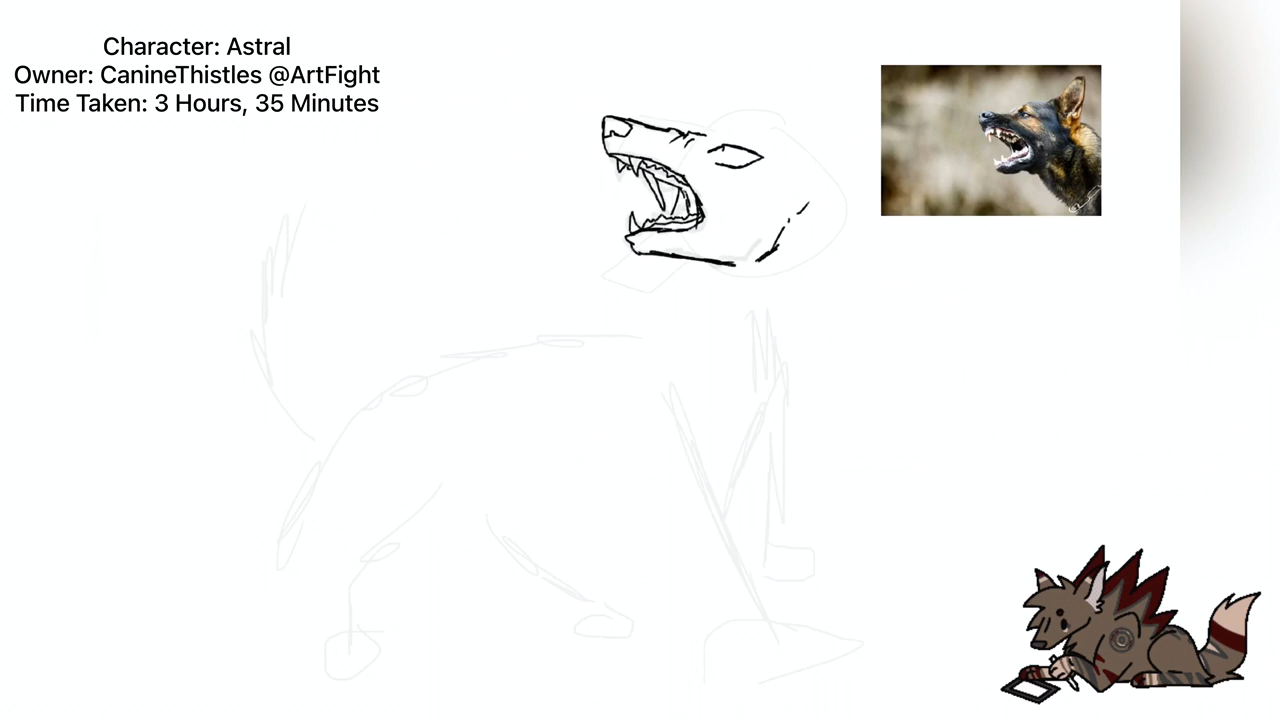 Character: Astral
Owner: CanineThistles @ArtFight
Time Taken: 3 Hours, 35 Minutes